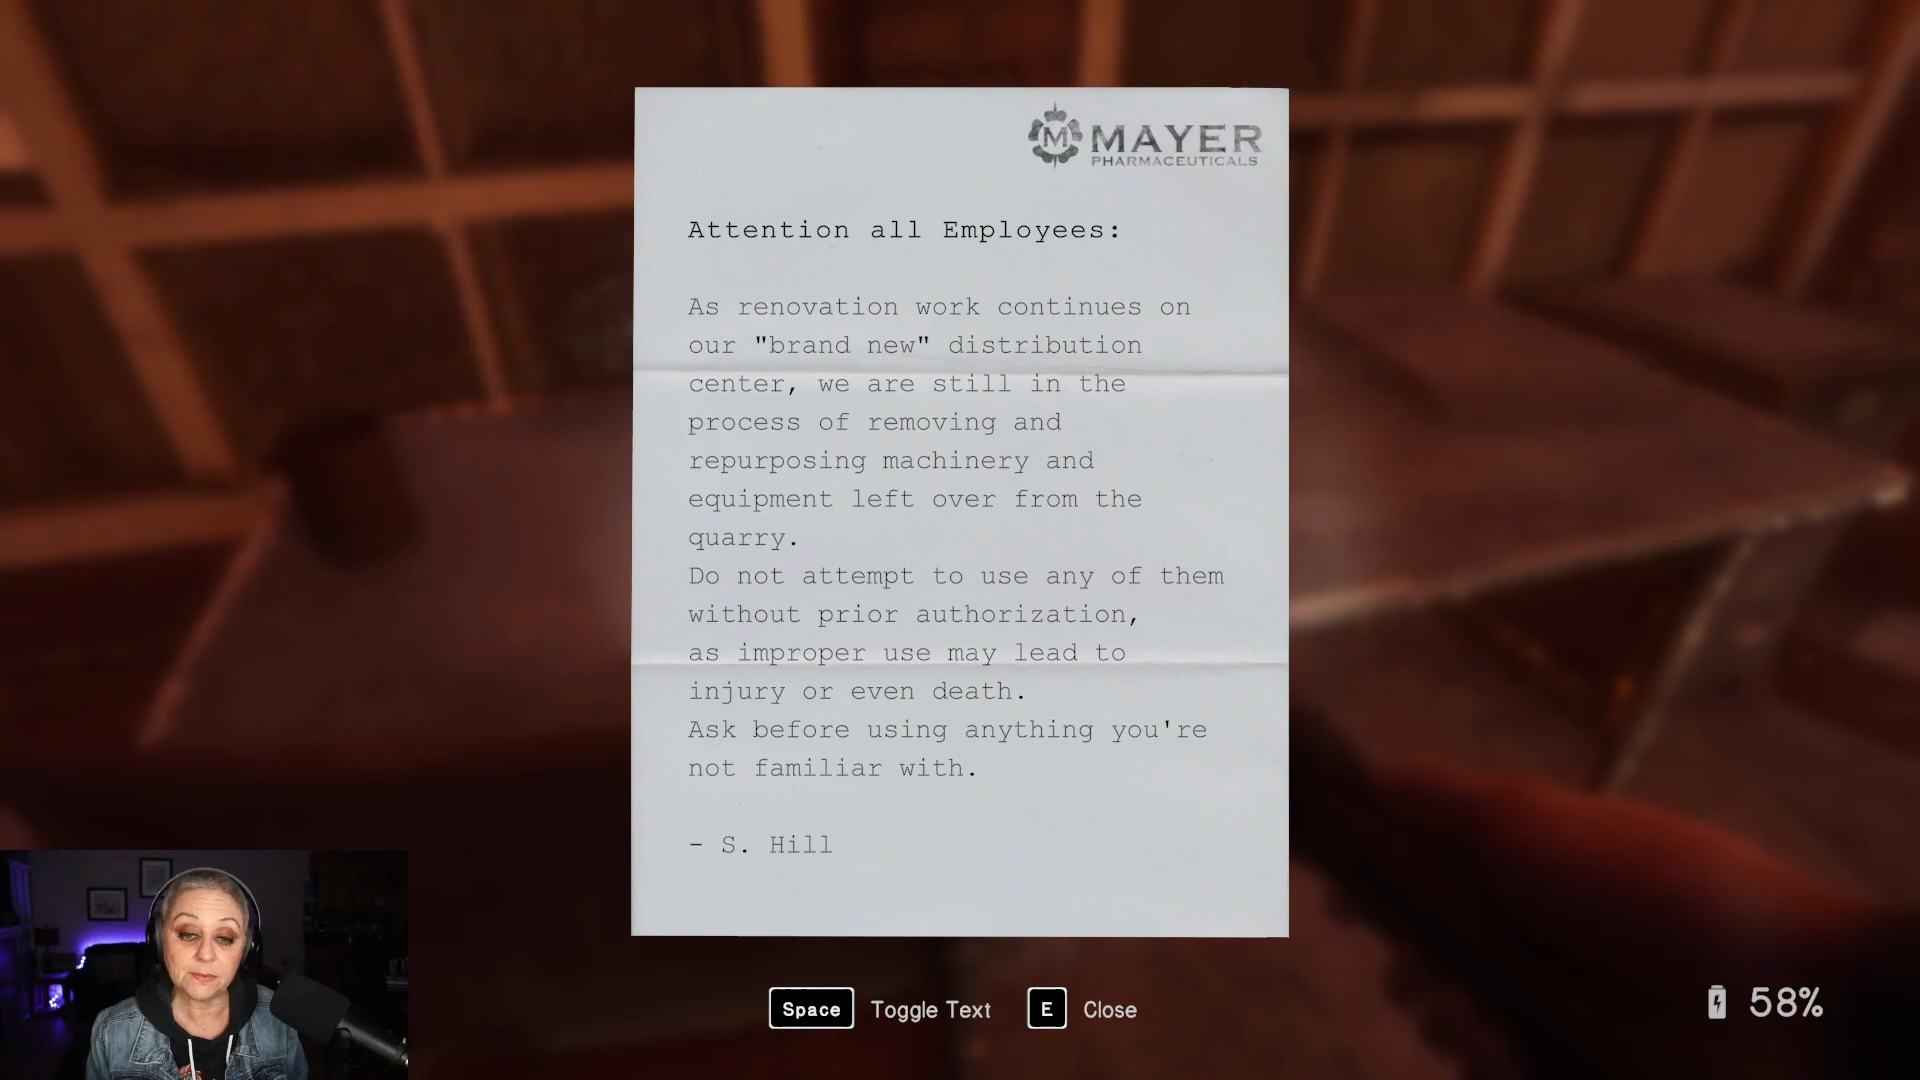 M MAYER
PHARMACEUTICALS
Attention all Employees:
As renovation work continues on
our "brand new" distribution
center, we are still in the
process of removing and
repurposing machinery and
equipment left over from the
quarry.
Do not attempt to use any of them
without prior authorization,
as improper use may lead to
injury or even death.
Ask before using anything you're
not familiar with.
- S. Hill
Space Toggle Text E Close
58%